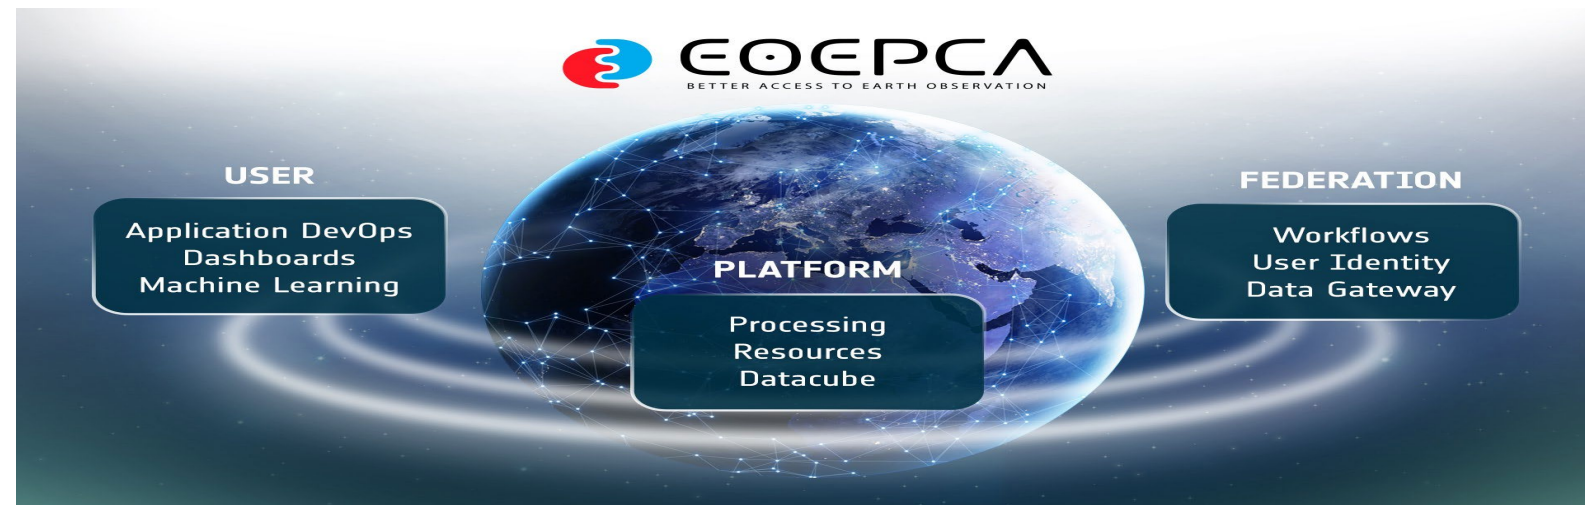 EOEPCA
BETTER ACCESS TO EARTH OBSERVATION
USER
Application DevOps
Dashboards
Machine Learning
PLATFORM
Processing
Resources
Datacube
FEDERATION
Workflows
User Identity
Data Gateway